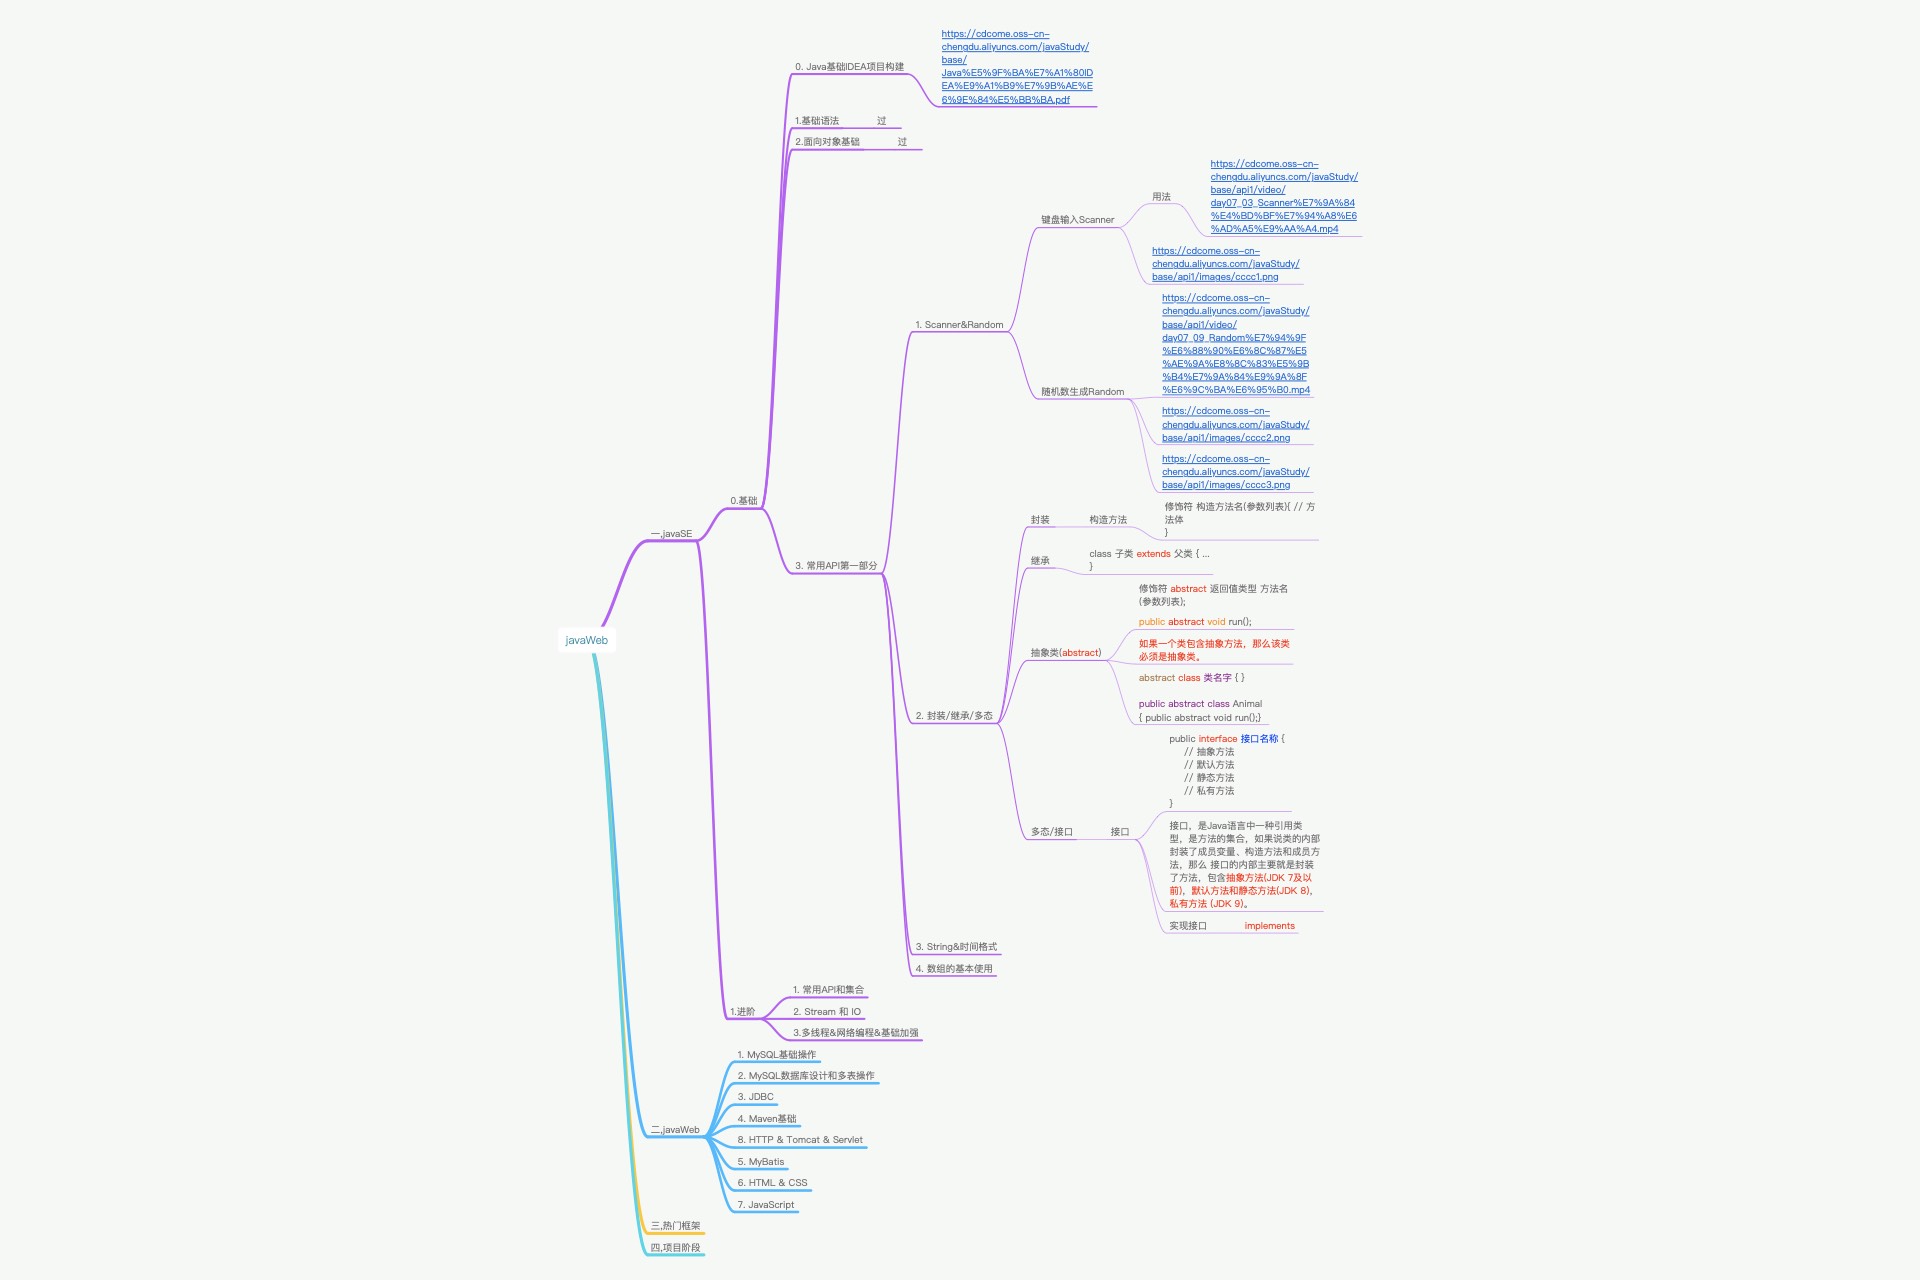 javaWeb
一,javaSE
0.基础
0. Java基础IDEA项目构建
https://cdcome.oss-cn-
chengdu.aliyuncs.com/javaStudy/
base/
Java%E5%9F%BA%E7%A1%80ID
EA%E9%A1%B9%E7%9B%AE%E
6%9E%84%E5%BB%BA.pdf
1.基础语法
过
2.面向对象基础
过
3. 常用API第一部分
1. Scanner&Random
键盘输入Scanner
用法
https://cdcome.oss-cn-
chengdu.aliyuncs.com/javaStudy/
base/api1/video/
day07_03_Scanner%E7%9A%84
%E4%BD%BF%E7%94%A8%E6
%AD%A5%E9%AA%A4.mp4
https://cdcome.oss-cn-
chengdu.aliyuncs.com/javaStudy/
base/api1/images/cccc1.png
随机数生成Random
https://cdcome.oss-cn-
chengdu.aliyuncs.com/javaStudy/
base/api1/video/
day07_09_Random%E7%94%9F
%E6%88%90%E6%8C%87%E5
%AE%9A%E8%8C%83%E5%9B
%B4%E7%9A%84%E9%9A%8F
%E6%9C%BA%E6%95%B0.mp4
https://cdcome.oss-cn-
chengdu.aliyuncs.com/javaStudy/
base/api1/images/cccc2.png
https://cdcome.oss-cn-
chengdu.aliyuncs.com/javaStudy/
base/api1/images/cccc3.png
2. 封装/继承/多态
封装
构造方法
修饰符 构造方法名(参数列表){ // 方
法体
}
继承
class 子类 extends 父类 { ...
}
抽象类(abstract)
修饰符 abstract 返回值类型 方法名
(参数列表);
public abstract void run();
如果一个类包含抽象方法，那么该类
必须是抽象类。
abstract class 类名字 { }
public abstract class Animal
{ public abstract void run();}
多态/接口
接口
public interface 接口名称 {
// 抽象方法
// 默认方法
// 静态方法
// 私有方法
}
接口，是Java语言中一种引用类
型，是方法的集合，如果说类的内部
封装了成员变量、构造方法和成员方
法，那么 接口的内部主要就是封装
了方法，包含抽象方法(JDK 7及以
前)，默认方法和静态方法(JDK 8)，
私有方法 (JDK 9)。
实现接口
implements
3. String&时间格式
4. 数组的基本使用
1.进阶
1. 常用API和集合
2. Stream 和 IO
3.多线程&网络编程&基础加强
二,javaWeb
1. MySQL基础操作
2. MySQL数据库设计和多表操作
3. JDBC
4. Maven基础
8. HTTP & Tomcat & Servlet
5. MyBatis
6. HTML & CSS
7. JavaScript
三,热门框架
四,项目阶段